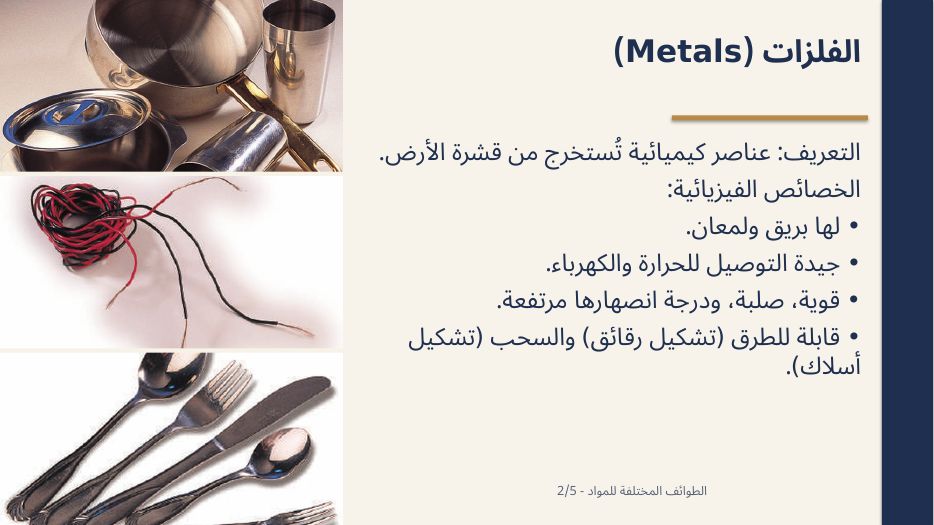 الفلزات (Metals)
التعريف: عناصر كيميائية تُستخرج من قشرة الأرض.
الخصائص الفيزيائية:
• لها بريق ولمعان.
• جيدة التوصيل للحرارة والكهرباء.
• قوية، صلبة، ودرجة انصهارها مرتفعة.
• قابلة للطرق (تشكيل رقائق) والسحب (تشكيل
أسلاك).
الطوائف المختلفة للمواد - 2/5